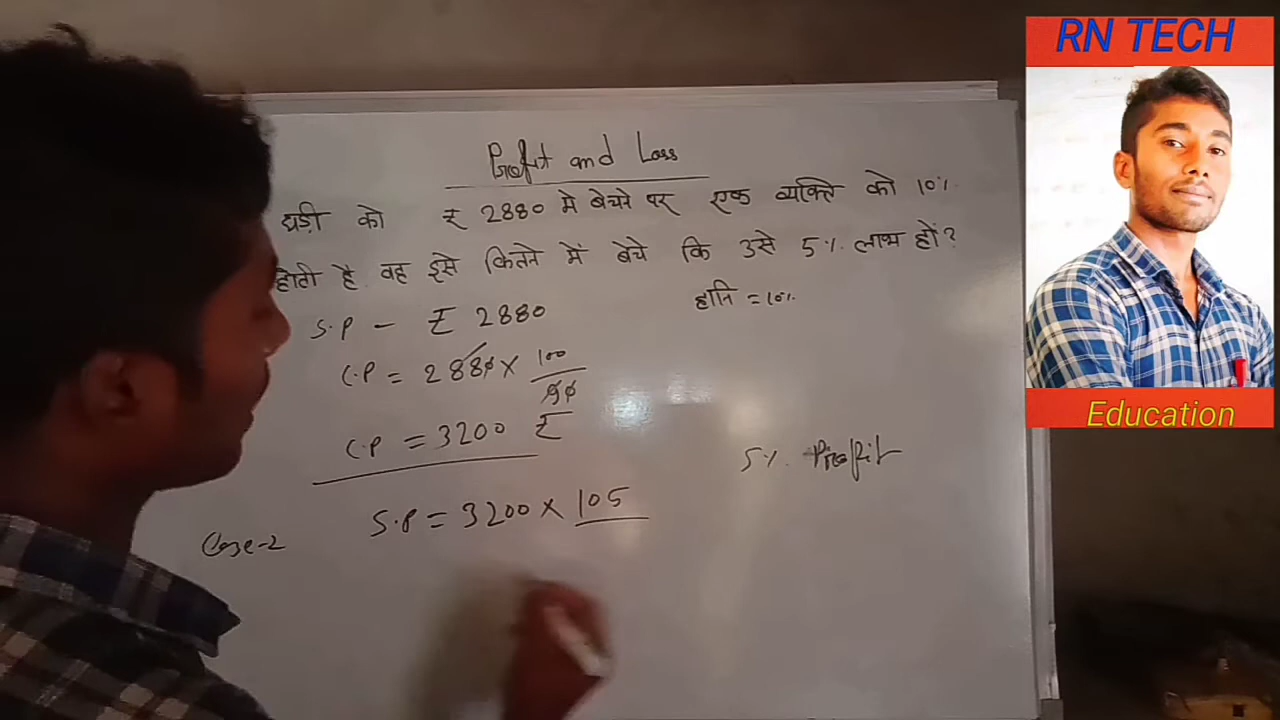 Profit and Loss
घड़ी को ₹ 2880 मे बेचने पर एक व्यक्ति को 10%
होती है. वह इसे कितने में बेचे कि उसे 5% लाभ हों?
हानि = 10%
S.P – ₹ 2880
C.P = 2880 × 100
90
C.P = 3200 ₹
5% Profit
Case-2 S.P = 3200 × 105
RN TECH
Education